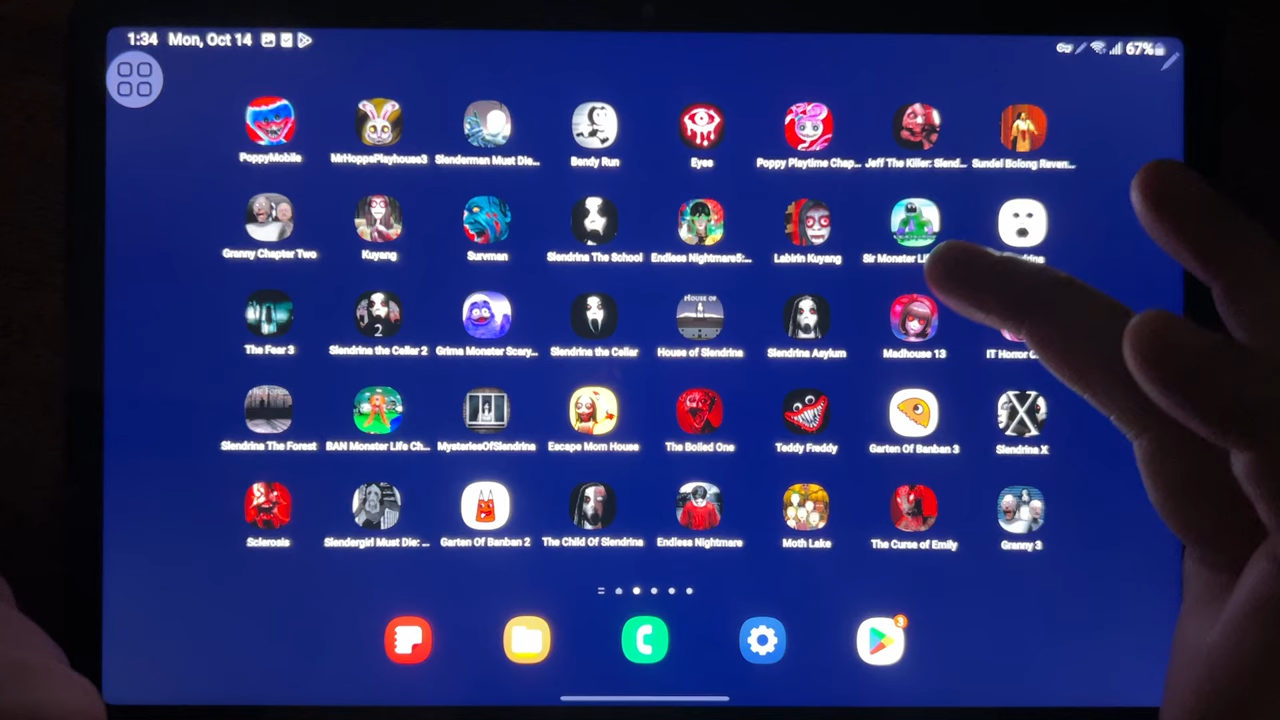 1:34 Mon, Oct 14
67%
PoppyMobile MrHoppsPlayhouse3 Slenderman Must Die... Bendy Run Eyes Poppy Playtime Chap... Jeff The Killer: Slend... Sundel Bolong Reven...
Granny Chapter Two Kuyang Survman Slendrina The School Endless Nightmare5:... Labirin Kuyang Sir Monster
The Fear 3 Slendrina the Cellar 2 Grima Monster Scary... Slendrina the Cellar House of Slendrina Slendrina Asylum Madhouse 13 IT Horror
Slendrina The Forest BAN Monster Life Ch... MysteriesOfSlendrina Escape Mom House The Boiled One Teddy Freddy Garten Of Banban 3 Slendrina X
Sclerosis Slendergirl Must Die: ... Garten Of Banban 2 The Child Of Slendrina Endless Nightmare Moth Lake The Curse of Emily Granny 3
3